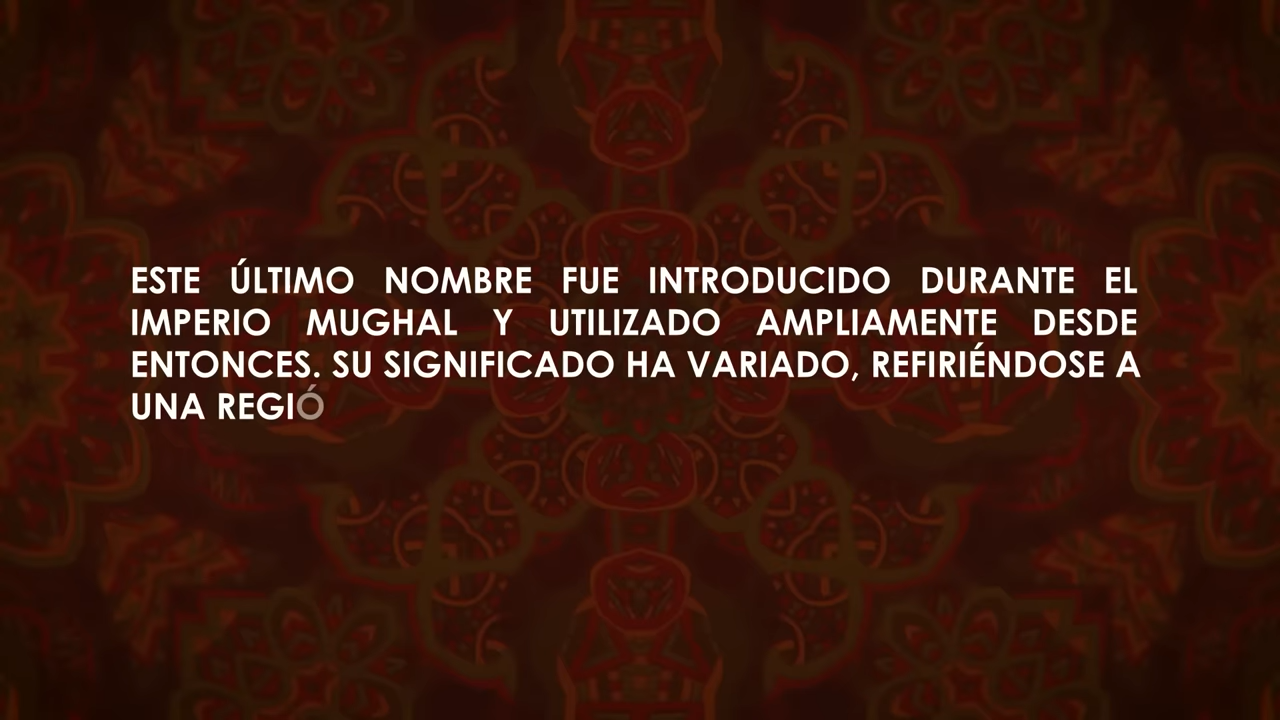 ESTE ÚLTIMO NOMBRE FUE INTRODUCIDO DURANTE EL
IMPERIO MUGHAL Y UTILIZADO AMPLIAMENTE DESDE
ENTONCES. SU SIGNIFICADO HA VARIADO, REFIRIÉNDOSE A
UNA REGIÓ